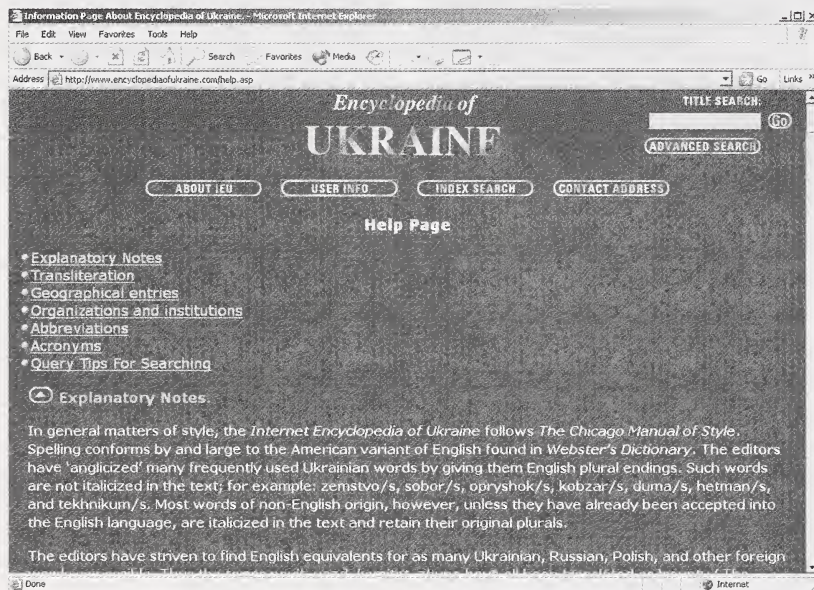 Information Page About Encyclopedia of Ukraine. - Microsoft Internet Explorer
File Edit View Favorites Tools Help
Back Search Favorites Media
Address http://www.encyclopediaofukraine.com/help.asp Go Links »
Encyclopedia of
UKRAINE
TITLE SEARCH:
Go
ADVANCED SEARCH
ABOUT IEU USER INFO INDEX SEARCH CONTACT ADDRESS
Help Page
Explanatory Notes
Transliteration
Geographical entries
Organizations and institutions
Abbreviations
Acronyms
Query Tips For Searching
Explanatory Notes.
In general matters of style, the Internet Encyclopedia of Ukraine follows The Chicago Manual of Style.
Spelling conforms by and large to the American variant of English found in Webster's Dictionary. The editors
have 'anglicized' many frequently used Ukrainian words by giving them English plural endings. Such words
are not italicized in the text; for example: zemstvo/s, sobor/s, opryshok/s, kobzar/s, duma/s, hetman/s,
and tekhnikum/s. Most words of non-English origin, however, unless they have already been accepted into
the English language, are italicized in the text and retain their original plurals.
The editors have striven to find English equivalents for as many Ukrainian, Russian, Polish, and other foreign
Done Internet